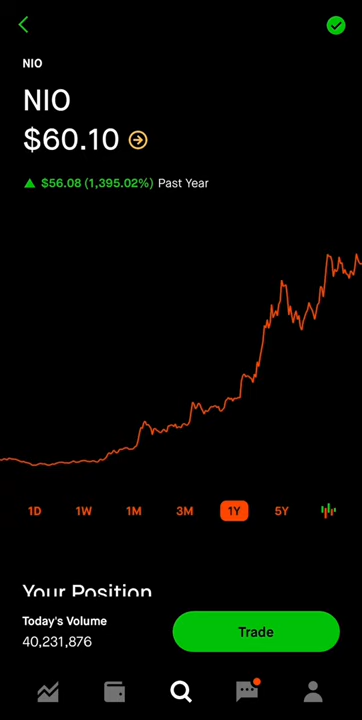 NIO
NIO
$60.10
$56.08 (1,395.02%) Past Year
1D 1W 1M 3M 1Y 5Y
Your Position
Today's Volume
40,231,876
Trade